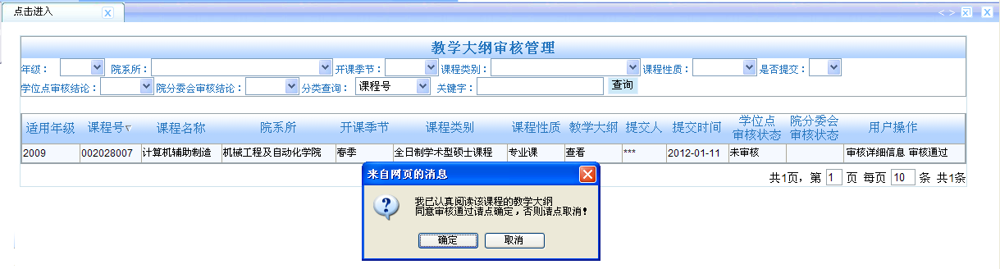 点击进入
教学大纲审核管理
年级： 院系所： 开课季节： 课程类别： 课程性质： 是否提交：
学位点审核结论： 院分委会审核结论： 分类查询： 课程号 关键字： 查询
适用年级 课程号▽ 课程名称 院系所 开课季节 课程类别 课程性质 教学大纲 提交人 提交时间 学位点审核状态 院分委会审核状态 用户操作
2009 002028007 计算机辅助制造 机械工程及自动化学院 春季 全日制学术型硕士课程 专业课 查看 *** 2012-01-11 未审核 审核详细信息 审核通过
共1页，第 1 页 每页 10 条 共1条
来自网页的消息
我已认真阅读该课程的教学大纲
同意审核通过请点确定，否则请点取消！
确定 取消